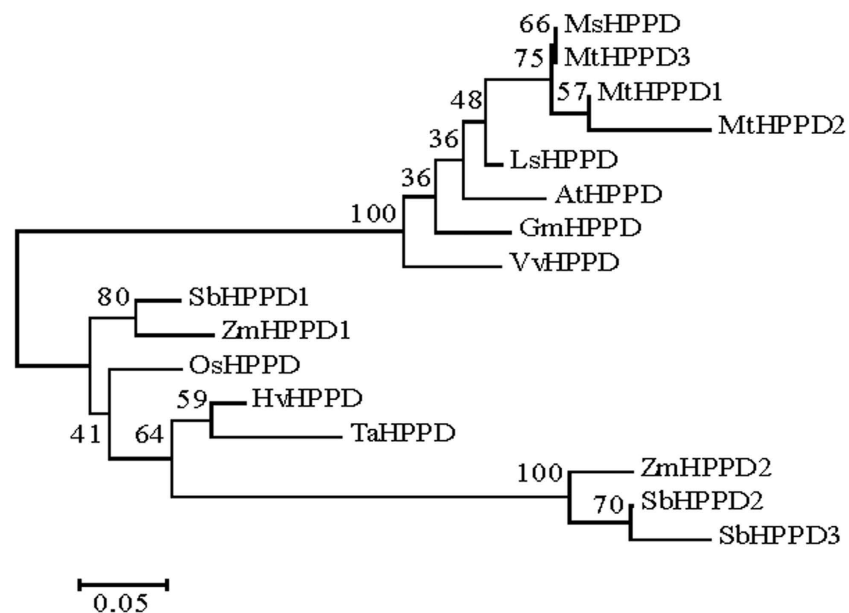 66 MsHPPD
75 MtHPPD3
57 MtHPPD1
48
MtHPPD2
36
LsHPPD
36
AtHPPD
100
GmHPPD
VvHPPD
80 SbHPPD1
ZmHPPD1
OsHPPD
59 HvHPPD
41 64
TaHPPD
100 ZmHPPD2
70 SbHPPD2
SbHPPD3
0.05